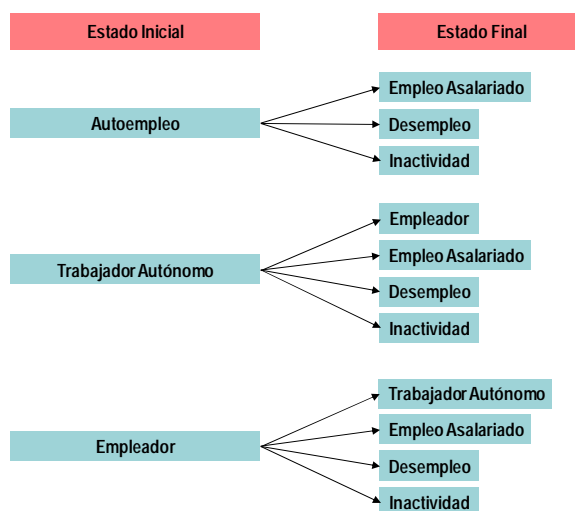 Estado Inicial
Estado Final
Autoempleo
Empleo Asalariado
Desempleo
Inactividad
Trabajador Autónomo
Empleador
Empleo Asalariado
Desempleo
Inactividad
Empleador
Trabajador Autónomo
Empleo Asalariado
Desempleo
Inactividad